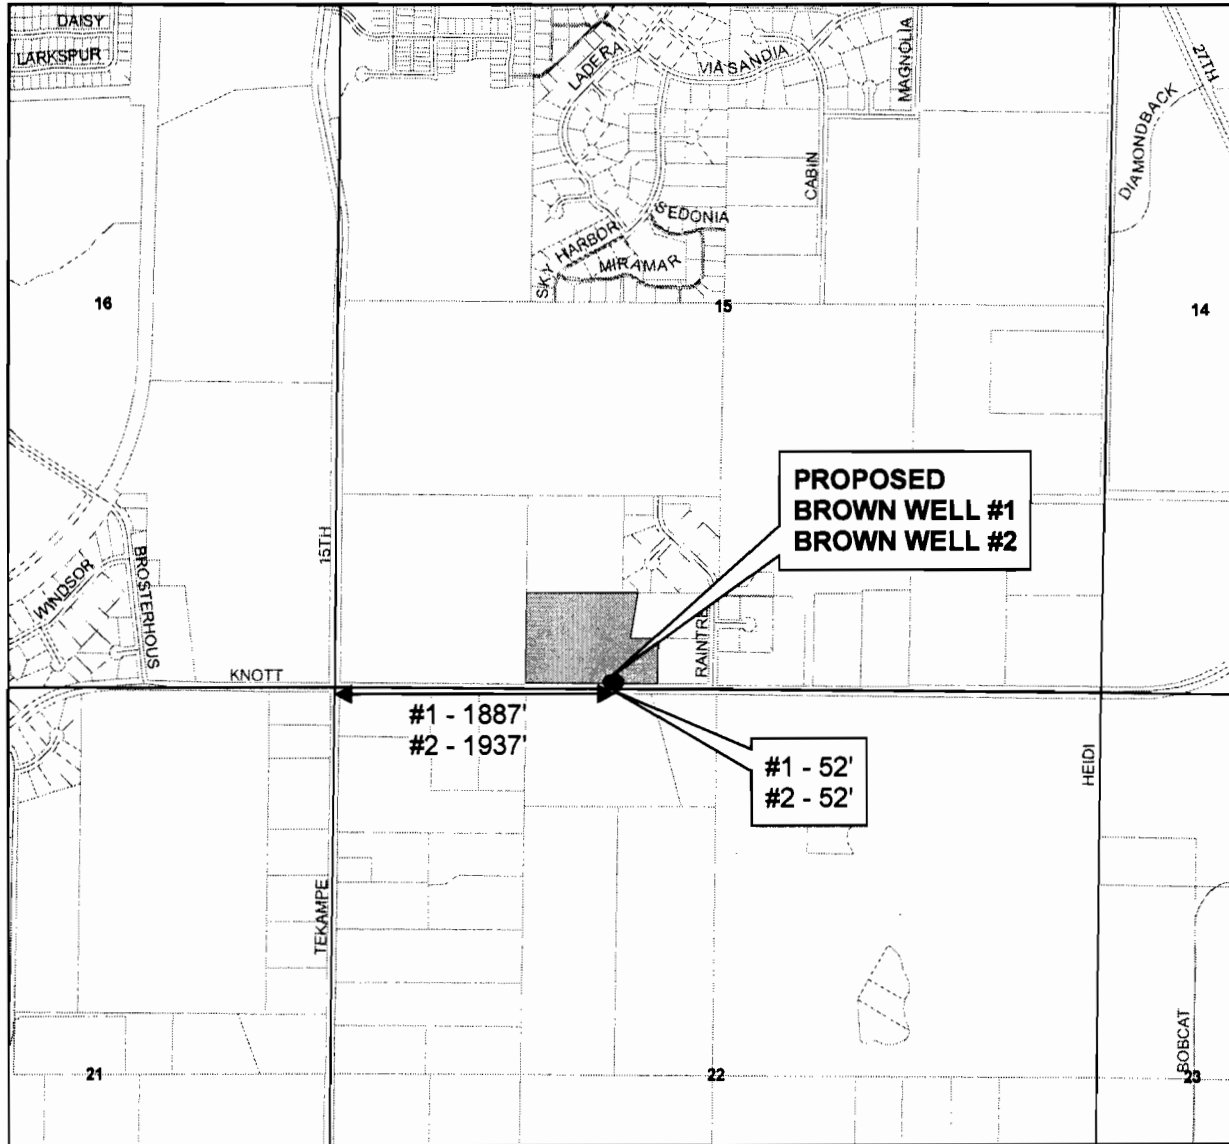 DAISY
LARKSPUR
LADERA
VIA SANDIA
MAGNOLIA
27TH
DIAMONDBACK
CABIN
SEDONIA
SKY HARBOR
MIRAMAR
16
15
14
PROPOSED
BROWN WELL #1
BROWN WELL #2
15TH
WINDSOR
BROSTERHOUS
RAINTRE
KNOTT
#1 - 1887'
#2 - 1937'
#1 - 52'
#2 - 52'
HEIDI
TEKAMPE
BOBCAT
21
22
23